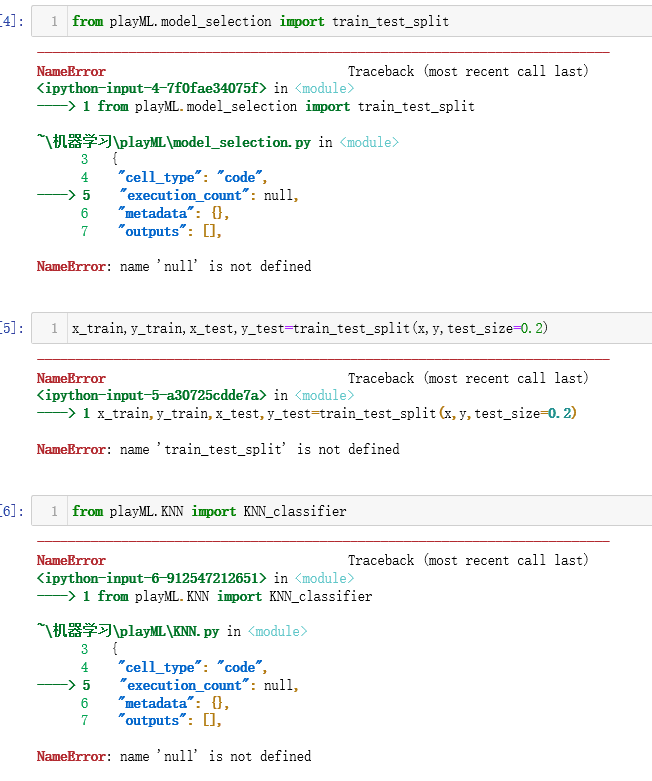 [4]: 1 from playML.model_selection import train_test_split
NameError Traceback (most recent call last)
<ipython-input-4-7f0fae34075f> in <module>
----> 1 from playML.model_selection import train_test_split
~\机器学习\playML\model_selection.py in <module>
3 {
4 "cell_type": "code",
----> 5 "execution_count": null,
6 "metadata": {},
7 "outputs": [],
NameError: name 'null' is not defined
[5]: 1 x_train,y_train,x_test,y_test=train_test_split(x,y,test_size=0.2)
NameError Traceback (most recent call last)
<ipython-input-5-a30725cdde7a> in <module>
----> 1 x_train,y_train,x_test,y_test=train_test_split(x,y,test_size=0.2)
NameError: name 'train_test_split' is not defined
[6]: 1 from playML.KNN import KNN_classifier
NameError Traceback (most recent call last)
<ipython-input-6-912547212651> in <module>
----> 1 from playML.KNN import KNN_classifier
~\机器学习\playML\KNN.py in <module>
3 {
4 "cell_type": "code",
----> 5 "execution_count": null,
6 "metadata": {},
7 "outputs": [],
NameError: name 'null' is not defined